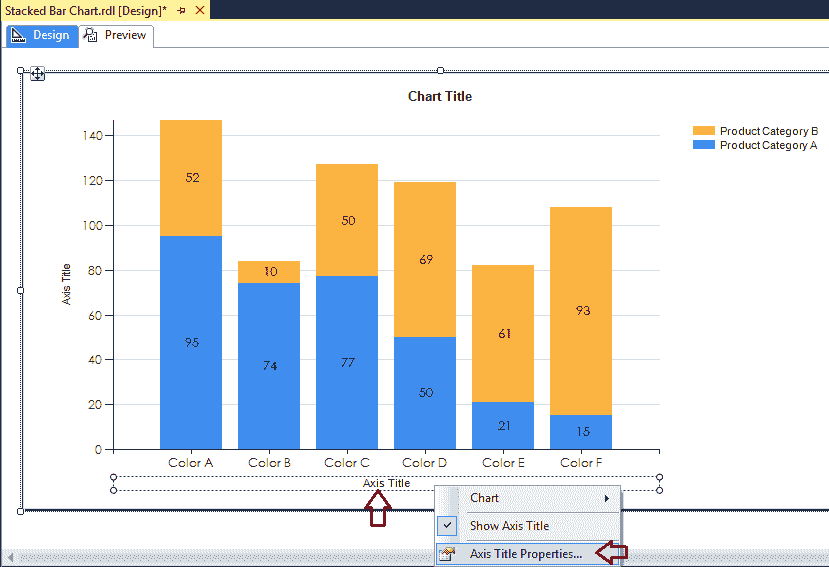 Stacked Bar Chart.rdl [Design]*
Design Preview
Chart Title
Product Category B
Product Category A
140
120
100
80
60
40
20
0
Axis Title
52
95
10
74
50
77
69
50
61
21
93
15
Color A Color B Color C Color D Color E Color F
Axis Title
Chart
Show Axis Title
Axis Title Properties...